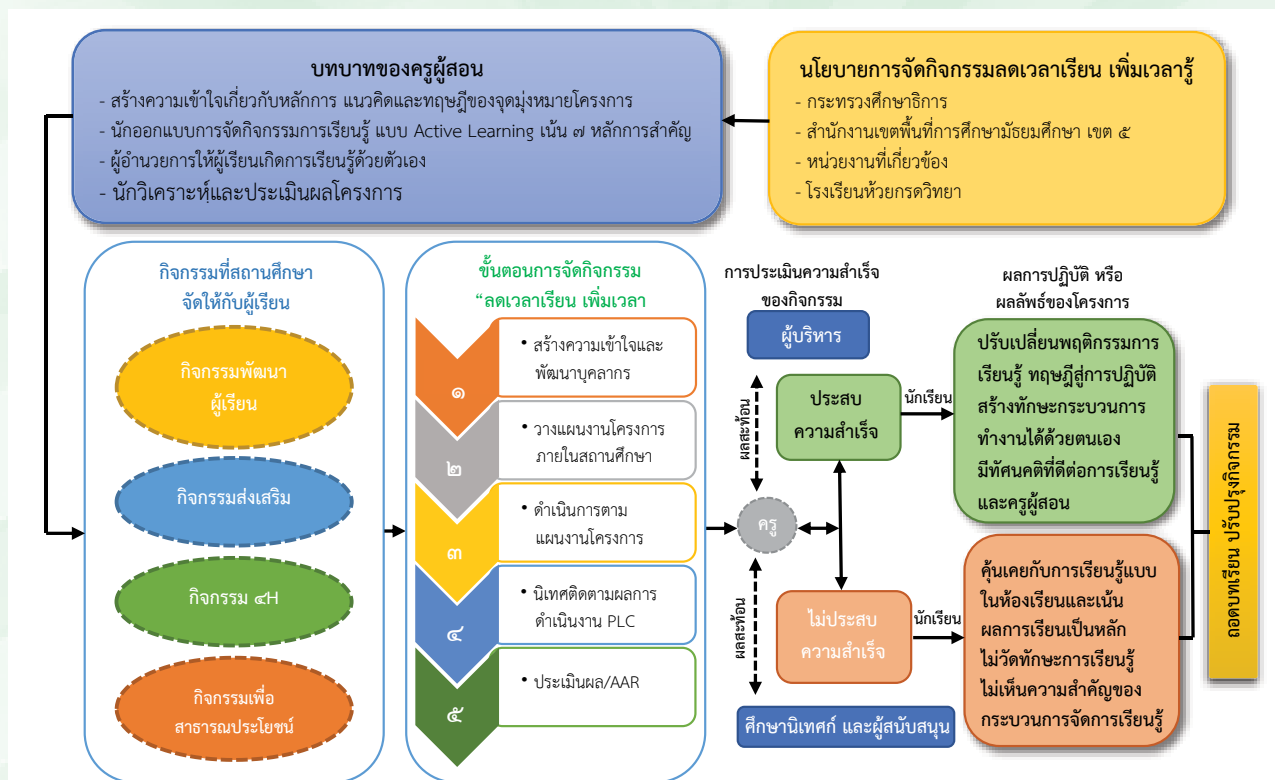 บทบาทของครูผู้สอน
- สร้างความเข้าใจเกี่ยวกับหลักการ แนวคิดและทฤษฎีของจุดมุ่งหมายโครงการ
- นักออกแบบการจัดกิจกรรมการเรียนรู้ แบบ Active Learning เน้น ๗ หลักการสำคัญ
- ผู้อำนวยการให้ผู้เรียนเกิดการเรียนรู้ด้วยตัวเอง
- นักวิเคราะห์และประเมินผลโครงการ
นโยบายการจัดกิจกรรมลดเวลาเรียน เพิ่มเวลารู้
- กระทรวงศึกษาธิการ
- สำนักงานเขตพื้นที่การศึกษามัธยมศึกษา เขต ๕
- หน่วยงานที่เกี่ยวข้อง
- โรงเรียนห้วยกรดวิทยา
กิจกรรมที่สถานศึกษา
จัดให้กับผู้เรียน
กิจกรรมพัฒนา
ผู้เรียน
กิจกรรมส่งเสริม
กิจกรรม ๔H
กิจกรรมเพื่อ
สาธารณประโยชน์
ขั้นตอนการจัดกิจกรรม
“ลดเวลาเรียน เพิ่มเวลา
๑
• สร้างความเข้าใจและ
พัฒนาบุคลากร
๒
• วางแผนงานโครงการ
ภายในสถานศึกษา
๓
• ดำเนินการตาม
แผนงานโครงการ
๔
• นิเทศติดตามผลการ
ดำเนินงาน PLC
๕
• ประเมินผล/AAR
การประเมินความสำเร็จ
ของกิจกรรม
ผู้บริหาร
ผลสะท้อน
ครู
ผลสะท้อน
ศึกษานิเทศก์ และผู้สนับสนุน
ประสบ
ความสำเร็จ
นักเรียน
ไม่ประสบ
ความสำเร็จ
นักเรียน
ผลการปฏิบัติ หรือ
ผลลัพธ์ของโครงการ
ปรับเปลี่ยนพฤติกรรมการ
เรียนรู้ ทฤษฎีสู่การปฏิบัติ
สร้างทักษะกระบวนการ
ทำงานได้ด้วยตนเอง
มีทัศนคติที่ดีต่อการเรียนรู้
และครูผู้สอน
คุ้นเคยกับการเรียนรู้แบบ
ในห้องเรียนและเน้น
ผลการเรียนเป็นหลัก
ไม่วัดทักษะการเรียนรู้
ไม่เห็นความสำคัญของ
กระบวนการจัดการเรียนรู้
ถอดบทเรียน ปรับปรุงกิจกรรม